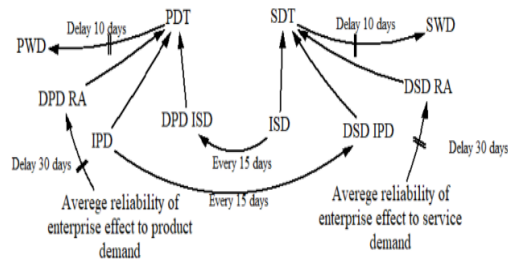 PDT
SDT
Delay 10 days
Delay 10 days
PWD
SWD
DPD RA
DPD ISD
ISD
DSD RA
IPD
DSD IPD
Delay 30 days
Every 15 days
Delay 30 days
Averege reliability of
enterprise effect to product
demand
Every 15 days
Averege reliability of
enterprise effect to service
demand